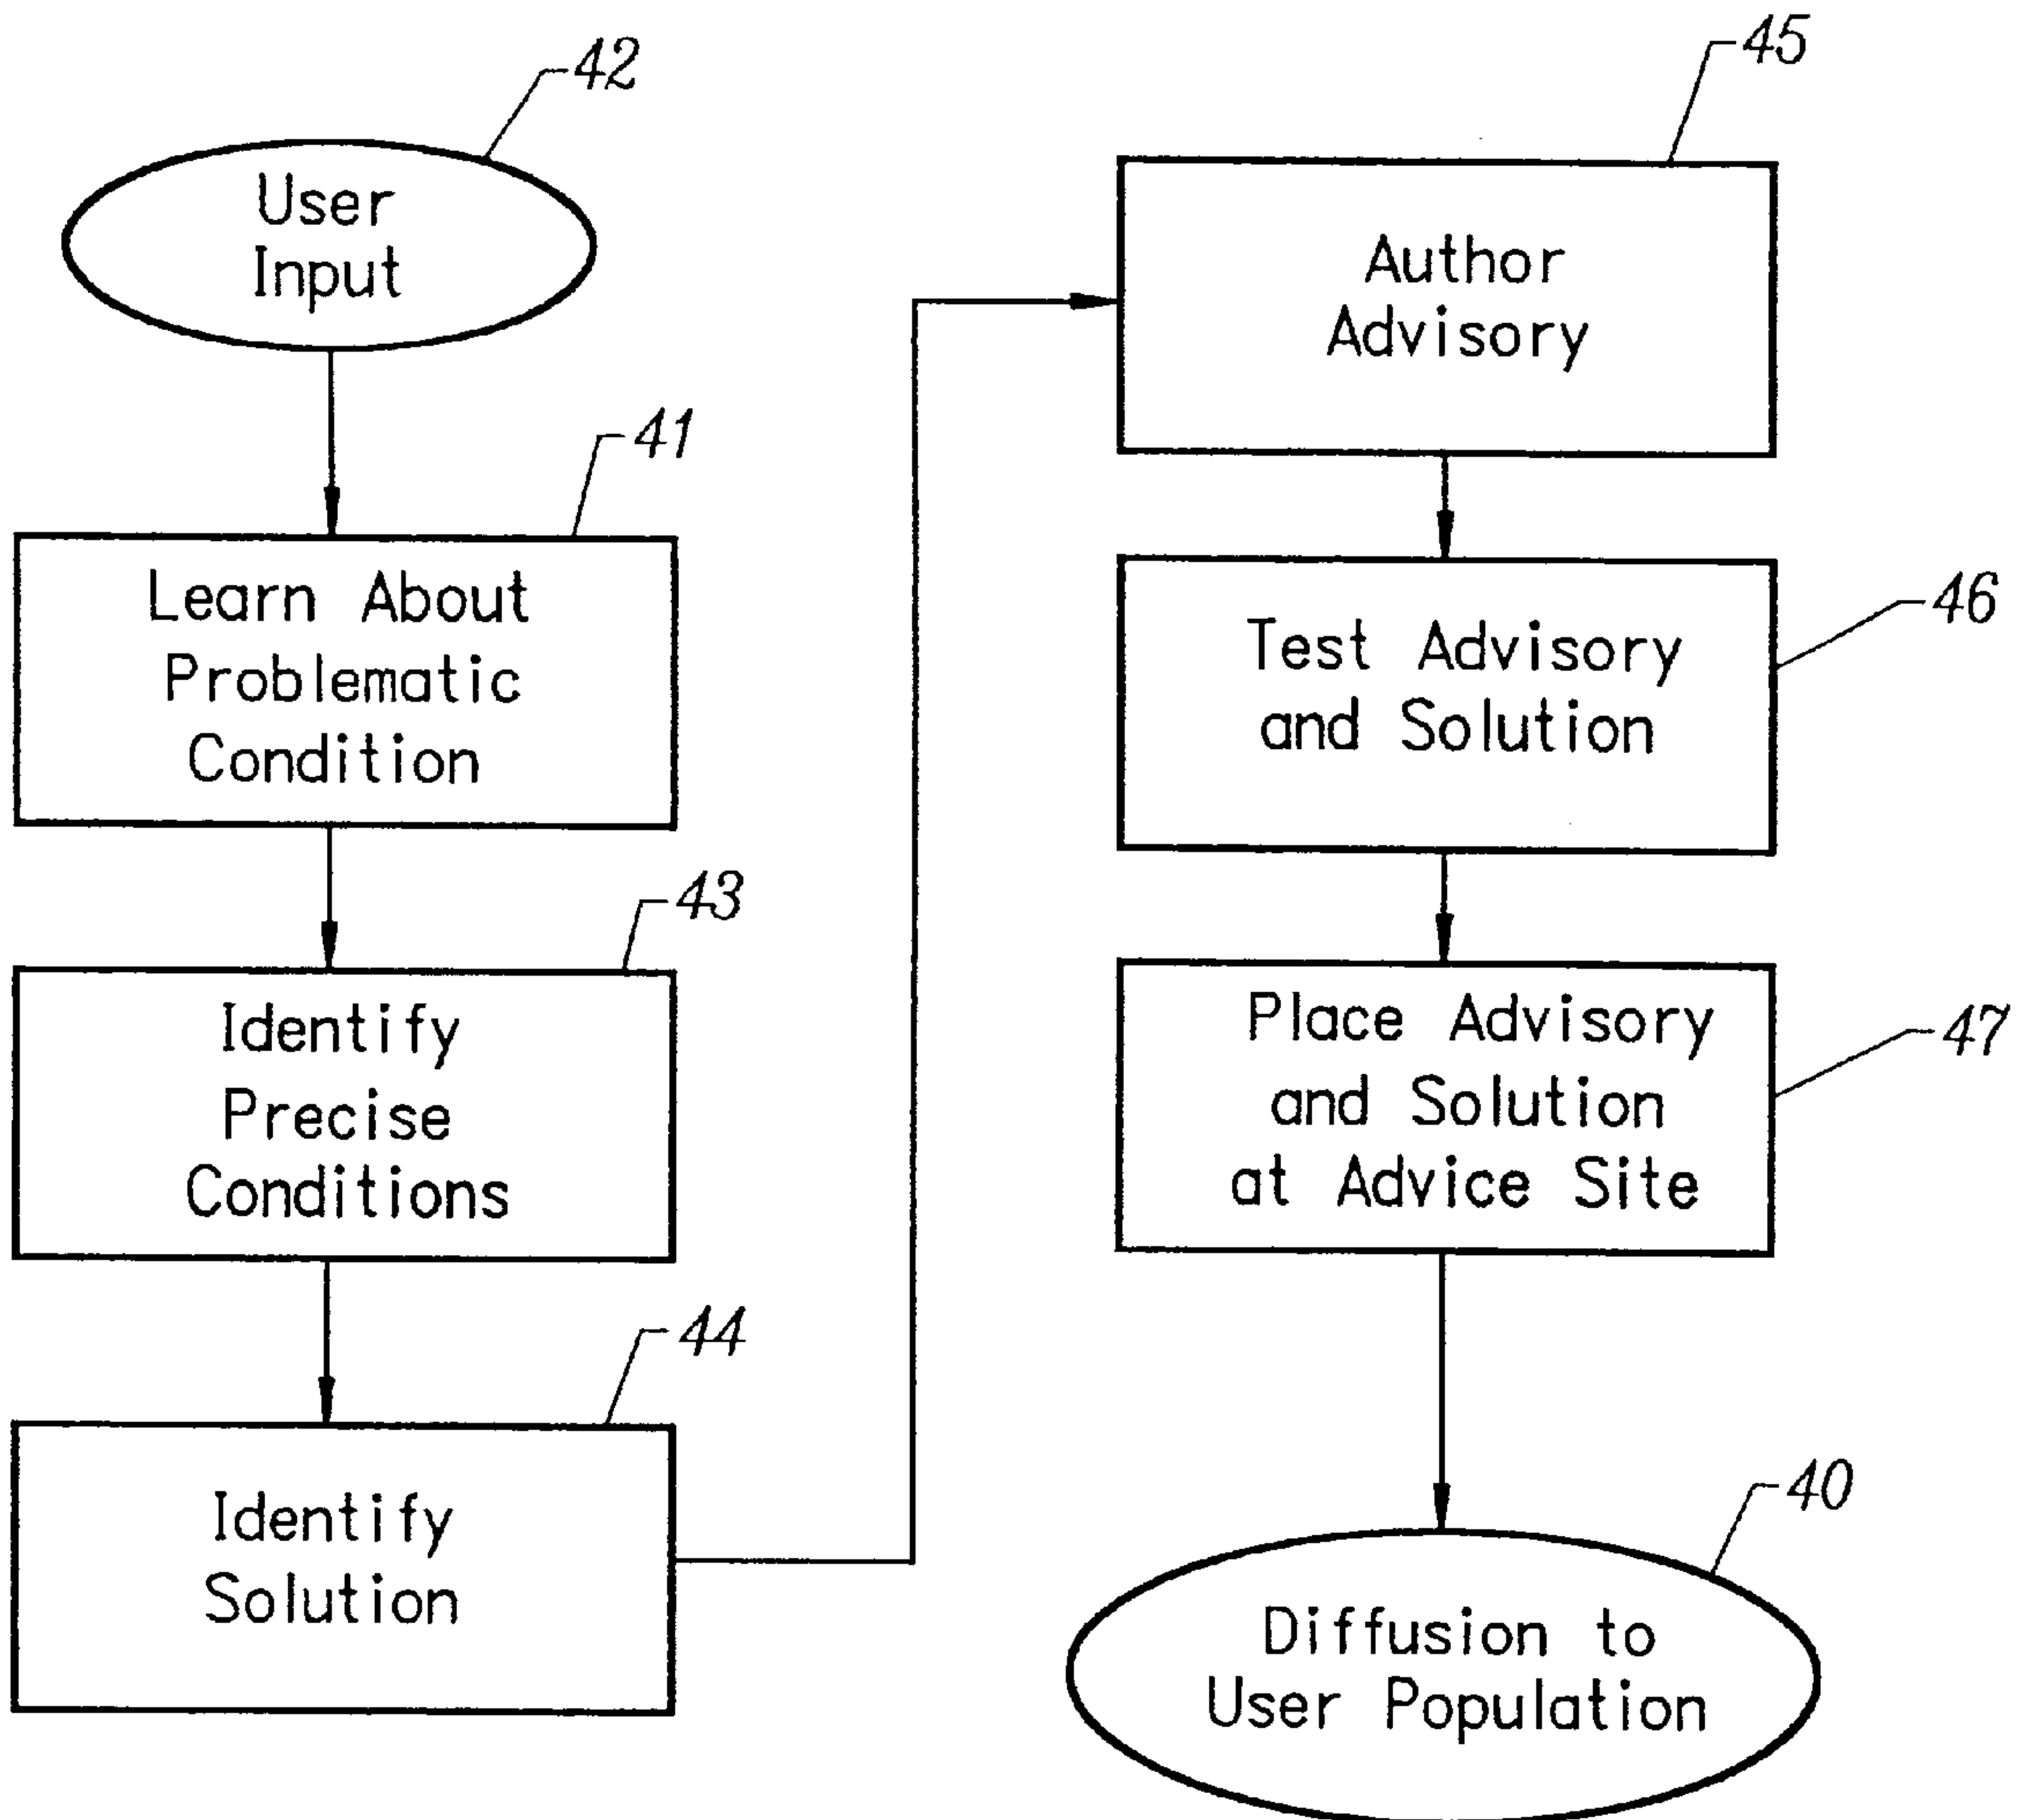 42
User
Input
41
Learn About
Problematic
Condition
43
Identify
Precise
Conditions
44
Identify
Solution
45
Author
Advisory
46
Test Advisory
and Solution
47
Place Advisory
and Solution
at Advice Site
40
Diffusion to
User Population